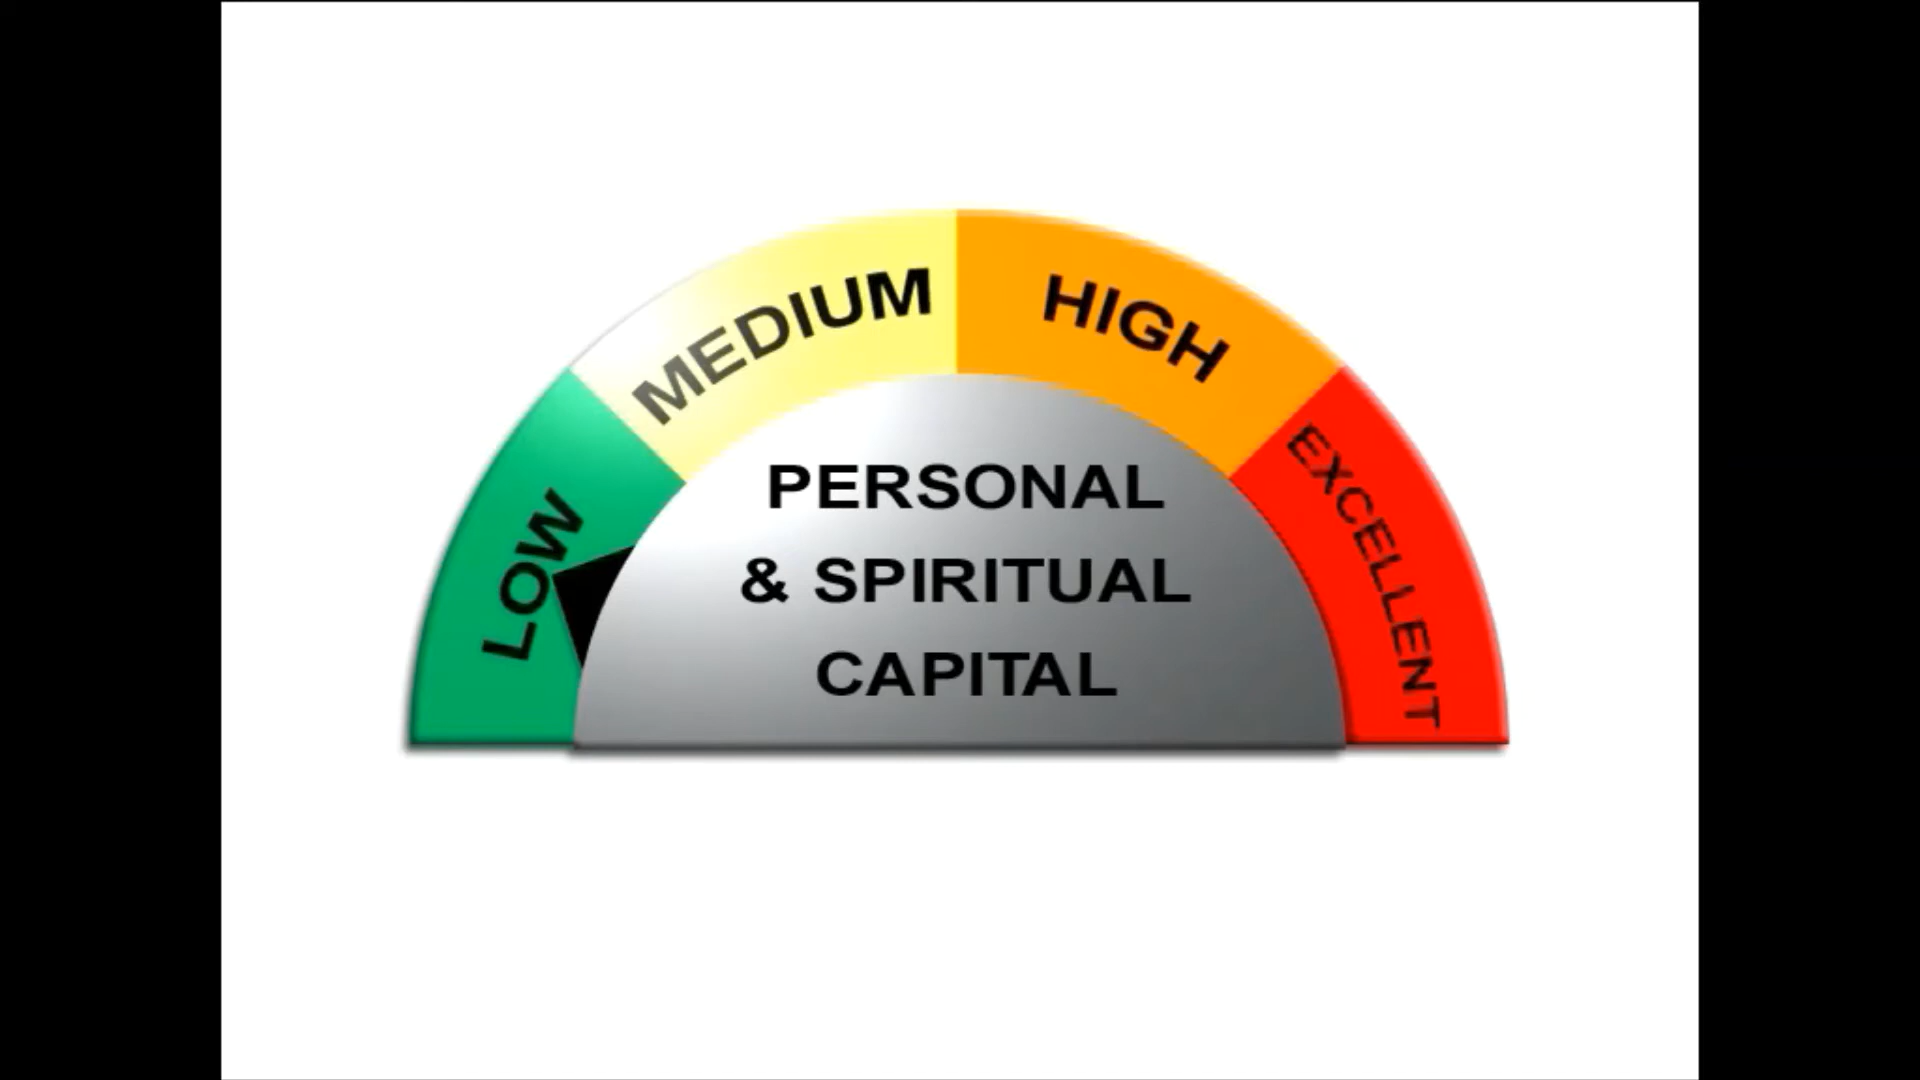 LOW
MEDIUM
HIGH
EXCELLENT
PERSONAL
& SPIRITUAL
CAPITAL